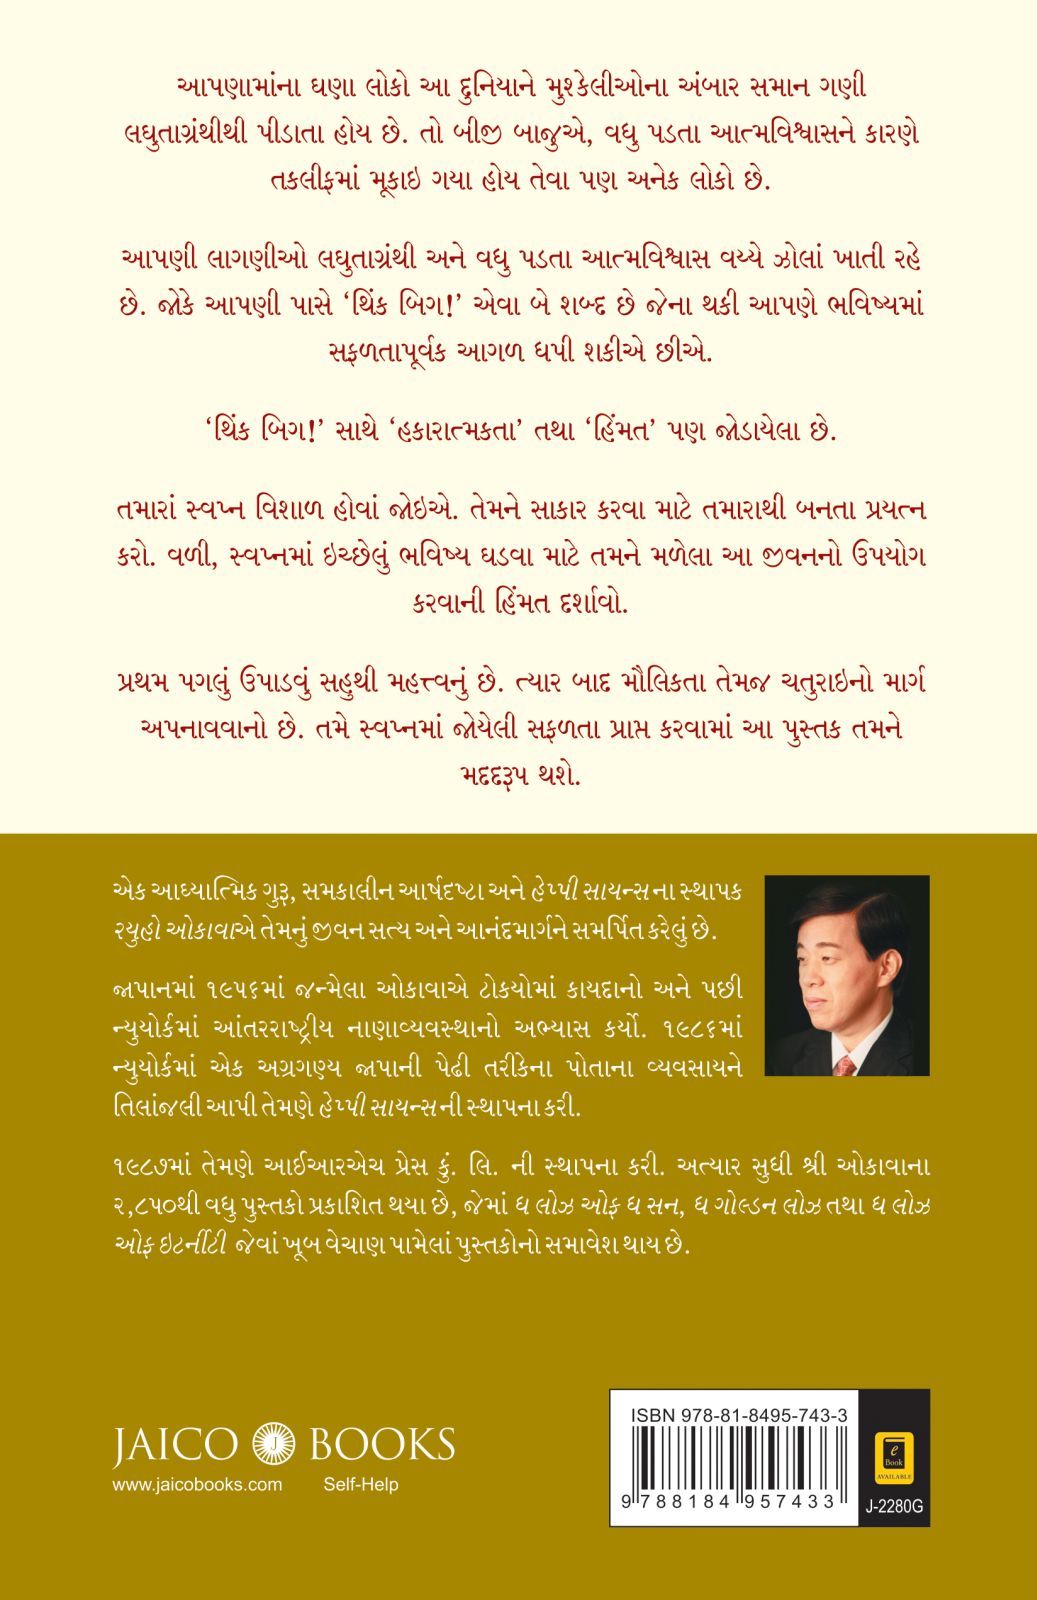 આપણામાંના ઘણા લોકો આ દુનિયાને મુશ્કેલીઓના અંબાર સમાન ગણી
લઘુતાગ્રંથીથી પીડાતા હોય છે. તો બીજી બાજુએ, વધુ પડતા આત્મવિશ્વાસને કારણે
તકલીફમાં મૂકાઇ ગયા હોય તેવા પણ અનેક લોકો છે.
આપણી લાગણીઓ લઘુતાગ્રંથી અને વધુ પડતા આત્મવિશ્વાસ વચ્ચે ઝોલાં ખાતી રહે
છે. જોકે આપણી પાસે ‘થિંક બિગ!’ એવા બે શબ્દ છે જેના થકી આપણે ભવિષ્યમાં
સફળતાપૂર્વક આગળ ધપી શકીએ છીએ.
‘થિંક બિગ!’ સાથે ‘હકારાત્મકતા’ તથા ‘હિંમત’ પણ જોડાયેલા છે.
તમારાં સ્વપ્ન વિશાળ હોવાં જોઇએ. તેમને સાકાર કરવા માટે તમારાથી બનતા પ્રયત્ન
કરો. વળી, સ્વપ્નમાં ઇચ્છેલું ભવિષ્ય ઘડવા માટે તમને મળેલા આ જીવનનો ઉપયોગ
કરવાની હિંમત દર્શાવો.
પ્રથમ પગલું ઉપાડવું સહુથી મહત્ત્વનું છે. ત્યાર બાદ મૌલિકતા તેમજ ચતુરાઇનો માર્ગ
અપનાવવાનો છે. તમે સ્વપ્નમાં જોયેલી સફળતા પ્રાપ્ત કરવામાં આ પુસ્તક તમને
મદદરૂપ થશે.
એક આધ્યાત્મિક ગુરૂ, સમકાલીન આર્ષદષ્ટા અને હેપ્પી સાયન્સના સ્થાપક
રયુહો ઓકાવાએ તેમનું જીવન સત્ય અને આનંદમાર્ગને સમર્પિત કરેલું છે.
જાપાનમાં ૧૯૫૬માં જન્મેલા ઓકાવાએ ટોકયોમાં કાયદાનો અને પછી
ન્યુયોર્કમાં આંતરરાષ્ટ્રીય નાણાવ્યવસ્થાનો અભ્યાસ કર્યો. ૧૯૮૬માં
ન્યુયોર્કમાં એક અગ્રગણ્ય જાપાની પેઢી તરીકેના પોતાના વ્યવસાયને
તિલાંજલી આપી તેમણે હેપ્પી સાયન્સની સ્થાપના કરી.
૧૯૮૭માં તેમણે આઈઆરએચ પ્રેસ કું. લિ. ની સ્થાપના કરી. અત્યાર સુધી શ્રી ઓકાવાના
૨,૮૫૦થી વધુ પુસ્તકો પ્રકાશિત થયા છે, જેમાં ધ લોઝ ઓફ ધ સન, ધ ગોલ્ડન લોઝ તથા ધ લોઝ
ઓફ ઇટર્નીટી જેવાં ખૂબ વેચાણ પામેલાં પુસ્તકોનો સમાવેશ થાય છે.
JAICO J BOOKS
www.jaicobooks.com Self-Help
ISBN 978-81-8495-743-3
9 788184 957433
e
Book
AVAILABLE
J-2280G